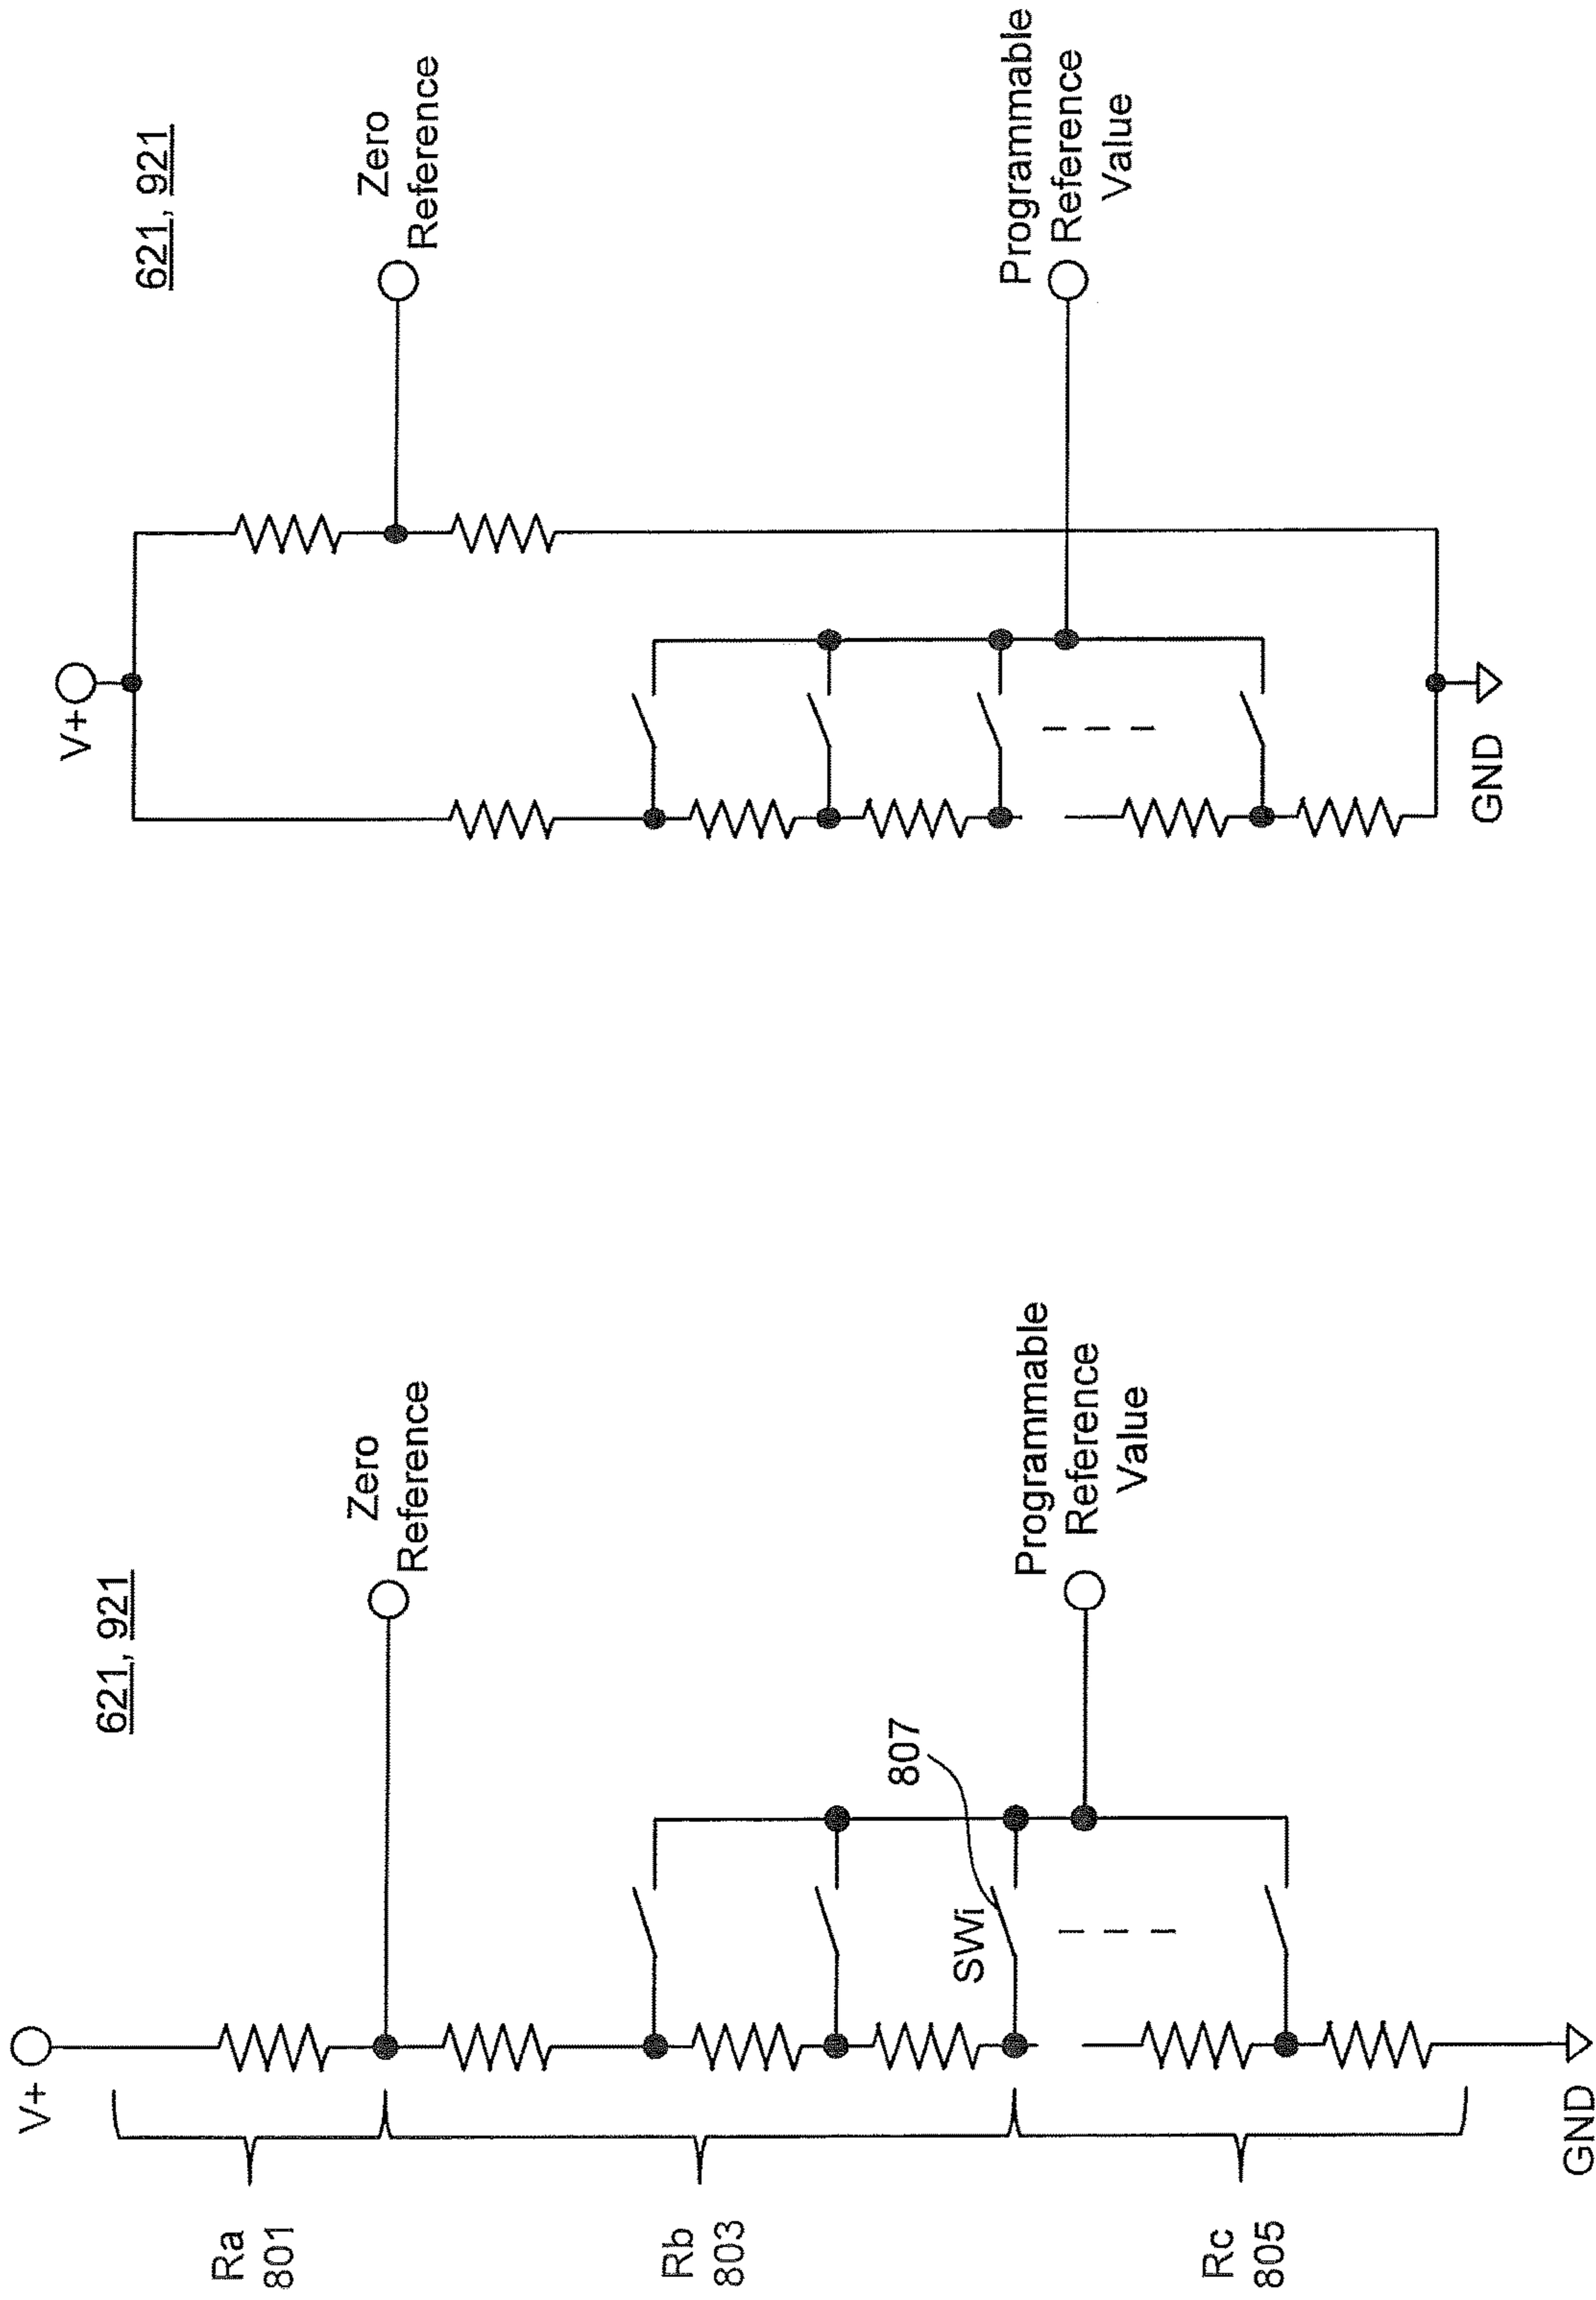 621, 921
V+
Zero
Reference
Ra
801
807
SWi
Rb
803
Programmable
Reference
Value
Rc
805
GND
621, 921
V+
Zero
Reference
Programmable
Reference
Value
GND